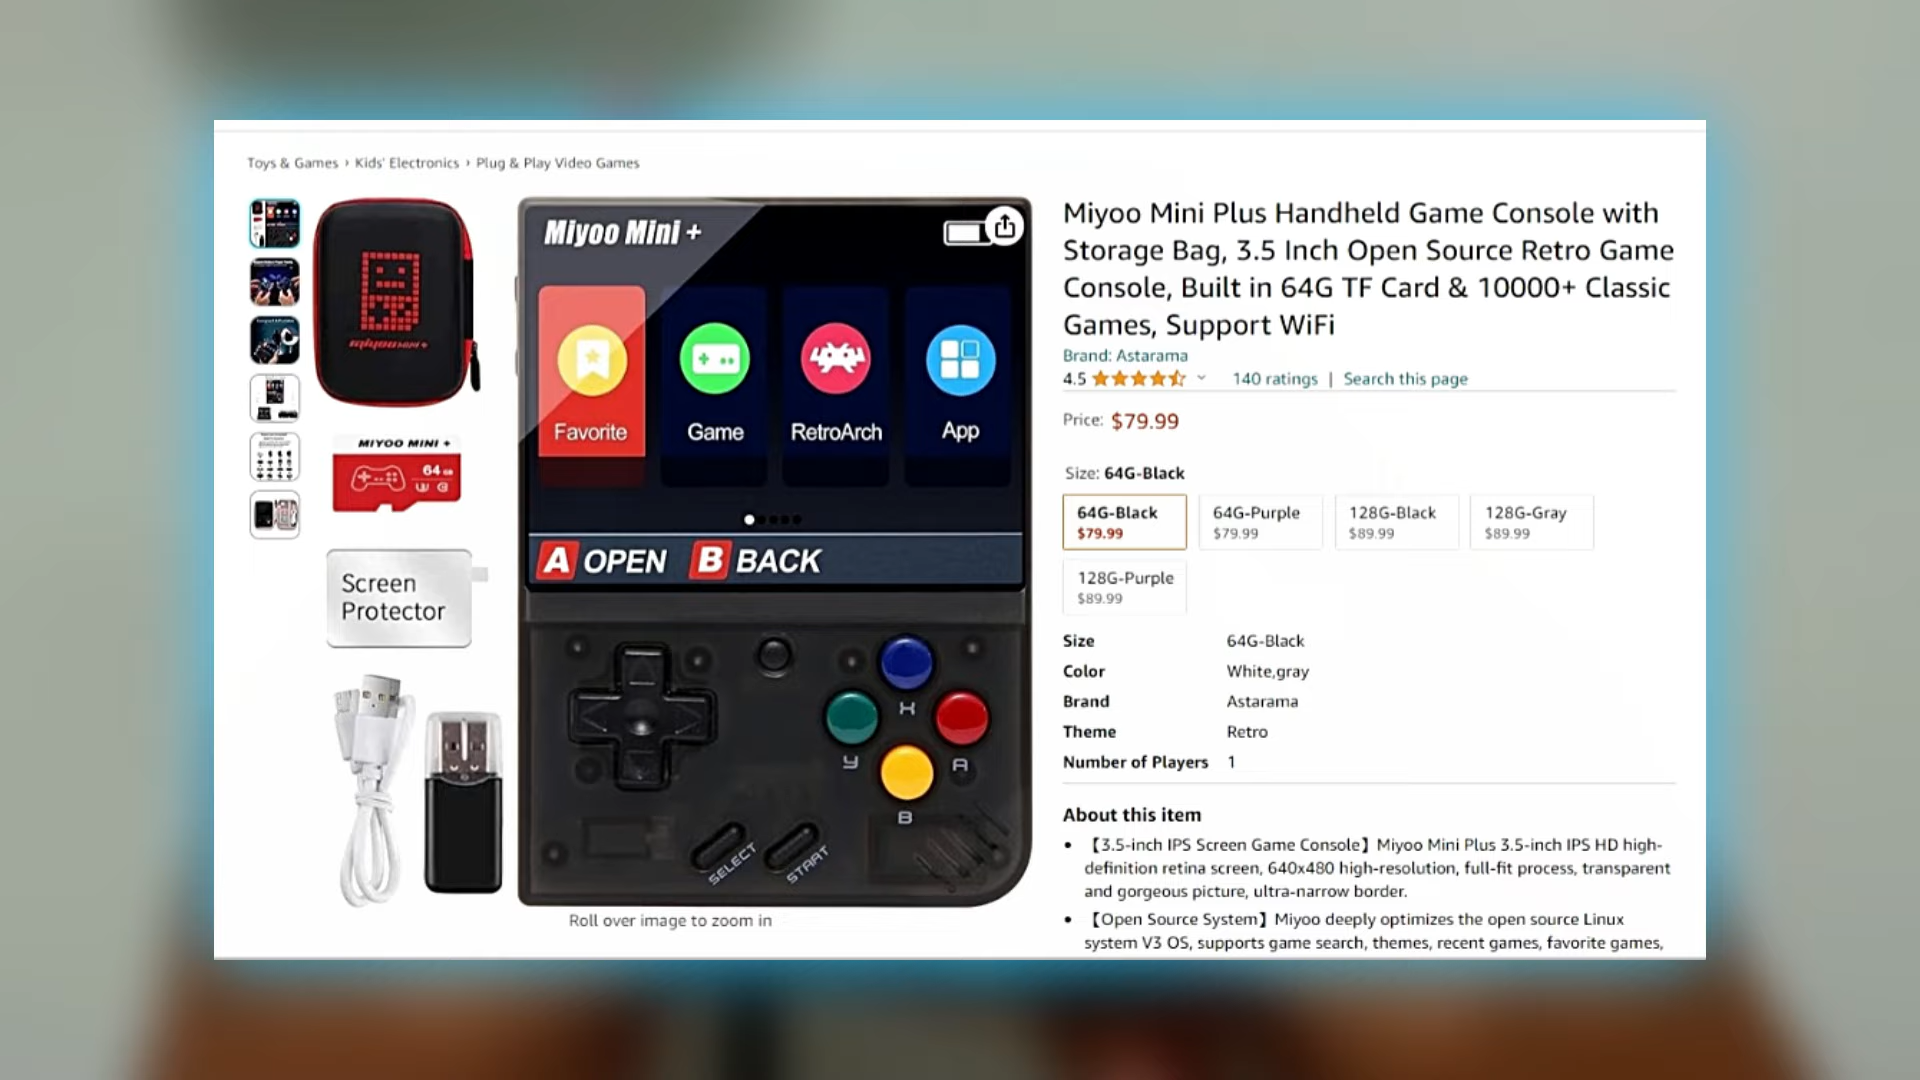 Toys & Games › Kids' Electronics › Plug & Play Video Games
Miyoo Mini +
Favorite
Game
RetroArch
App
A OPEN B BACK
MIYOO MINI +
64 GB
Screen
Protector
X
Y
A
B
SELECT
START
Roll over image to zoom in
Miyoo Mini Plus Handheld Game Console with
Storage Bag, 3.5 Inch Open Source Retro Game
Console, Built in 64G TF Card & 10000+ Classic
Games, Support WiFi
Brand: Astarama
4.5 140 ratings | Search this page
Price: $79.99
Size: 64G-Black
64G-Black
$79.99
64G-Purple
$79.99
128G-Black
$89.99
128G-Gray
$89.99
128G-Purple
$89.99
Size 64G-Black
Color White,gray
Brand Astarama
Theme Retro
Number of Players 1
About this item
• 【3.5-inch IPS Screen Game Console】Miyoo Mini Plus 3.5-inch IPS HD high-
definition retina screen, 640x480 high-resolution, full-fit process, transparent
and gorgeous picture, ultra-narrow border.
• 【Open Source System】Miyoo deeply optimizes the open source Linux
system V3 OS, supports game search, themes, recent games, favorite games,